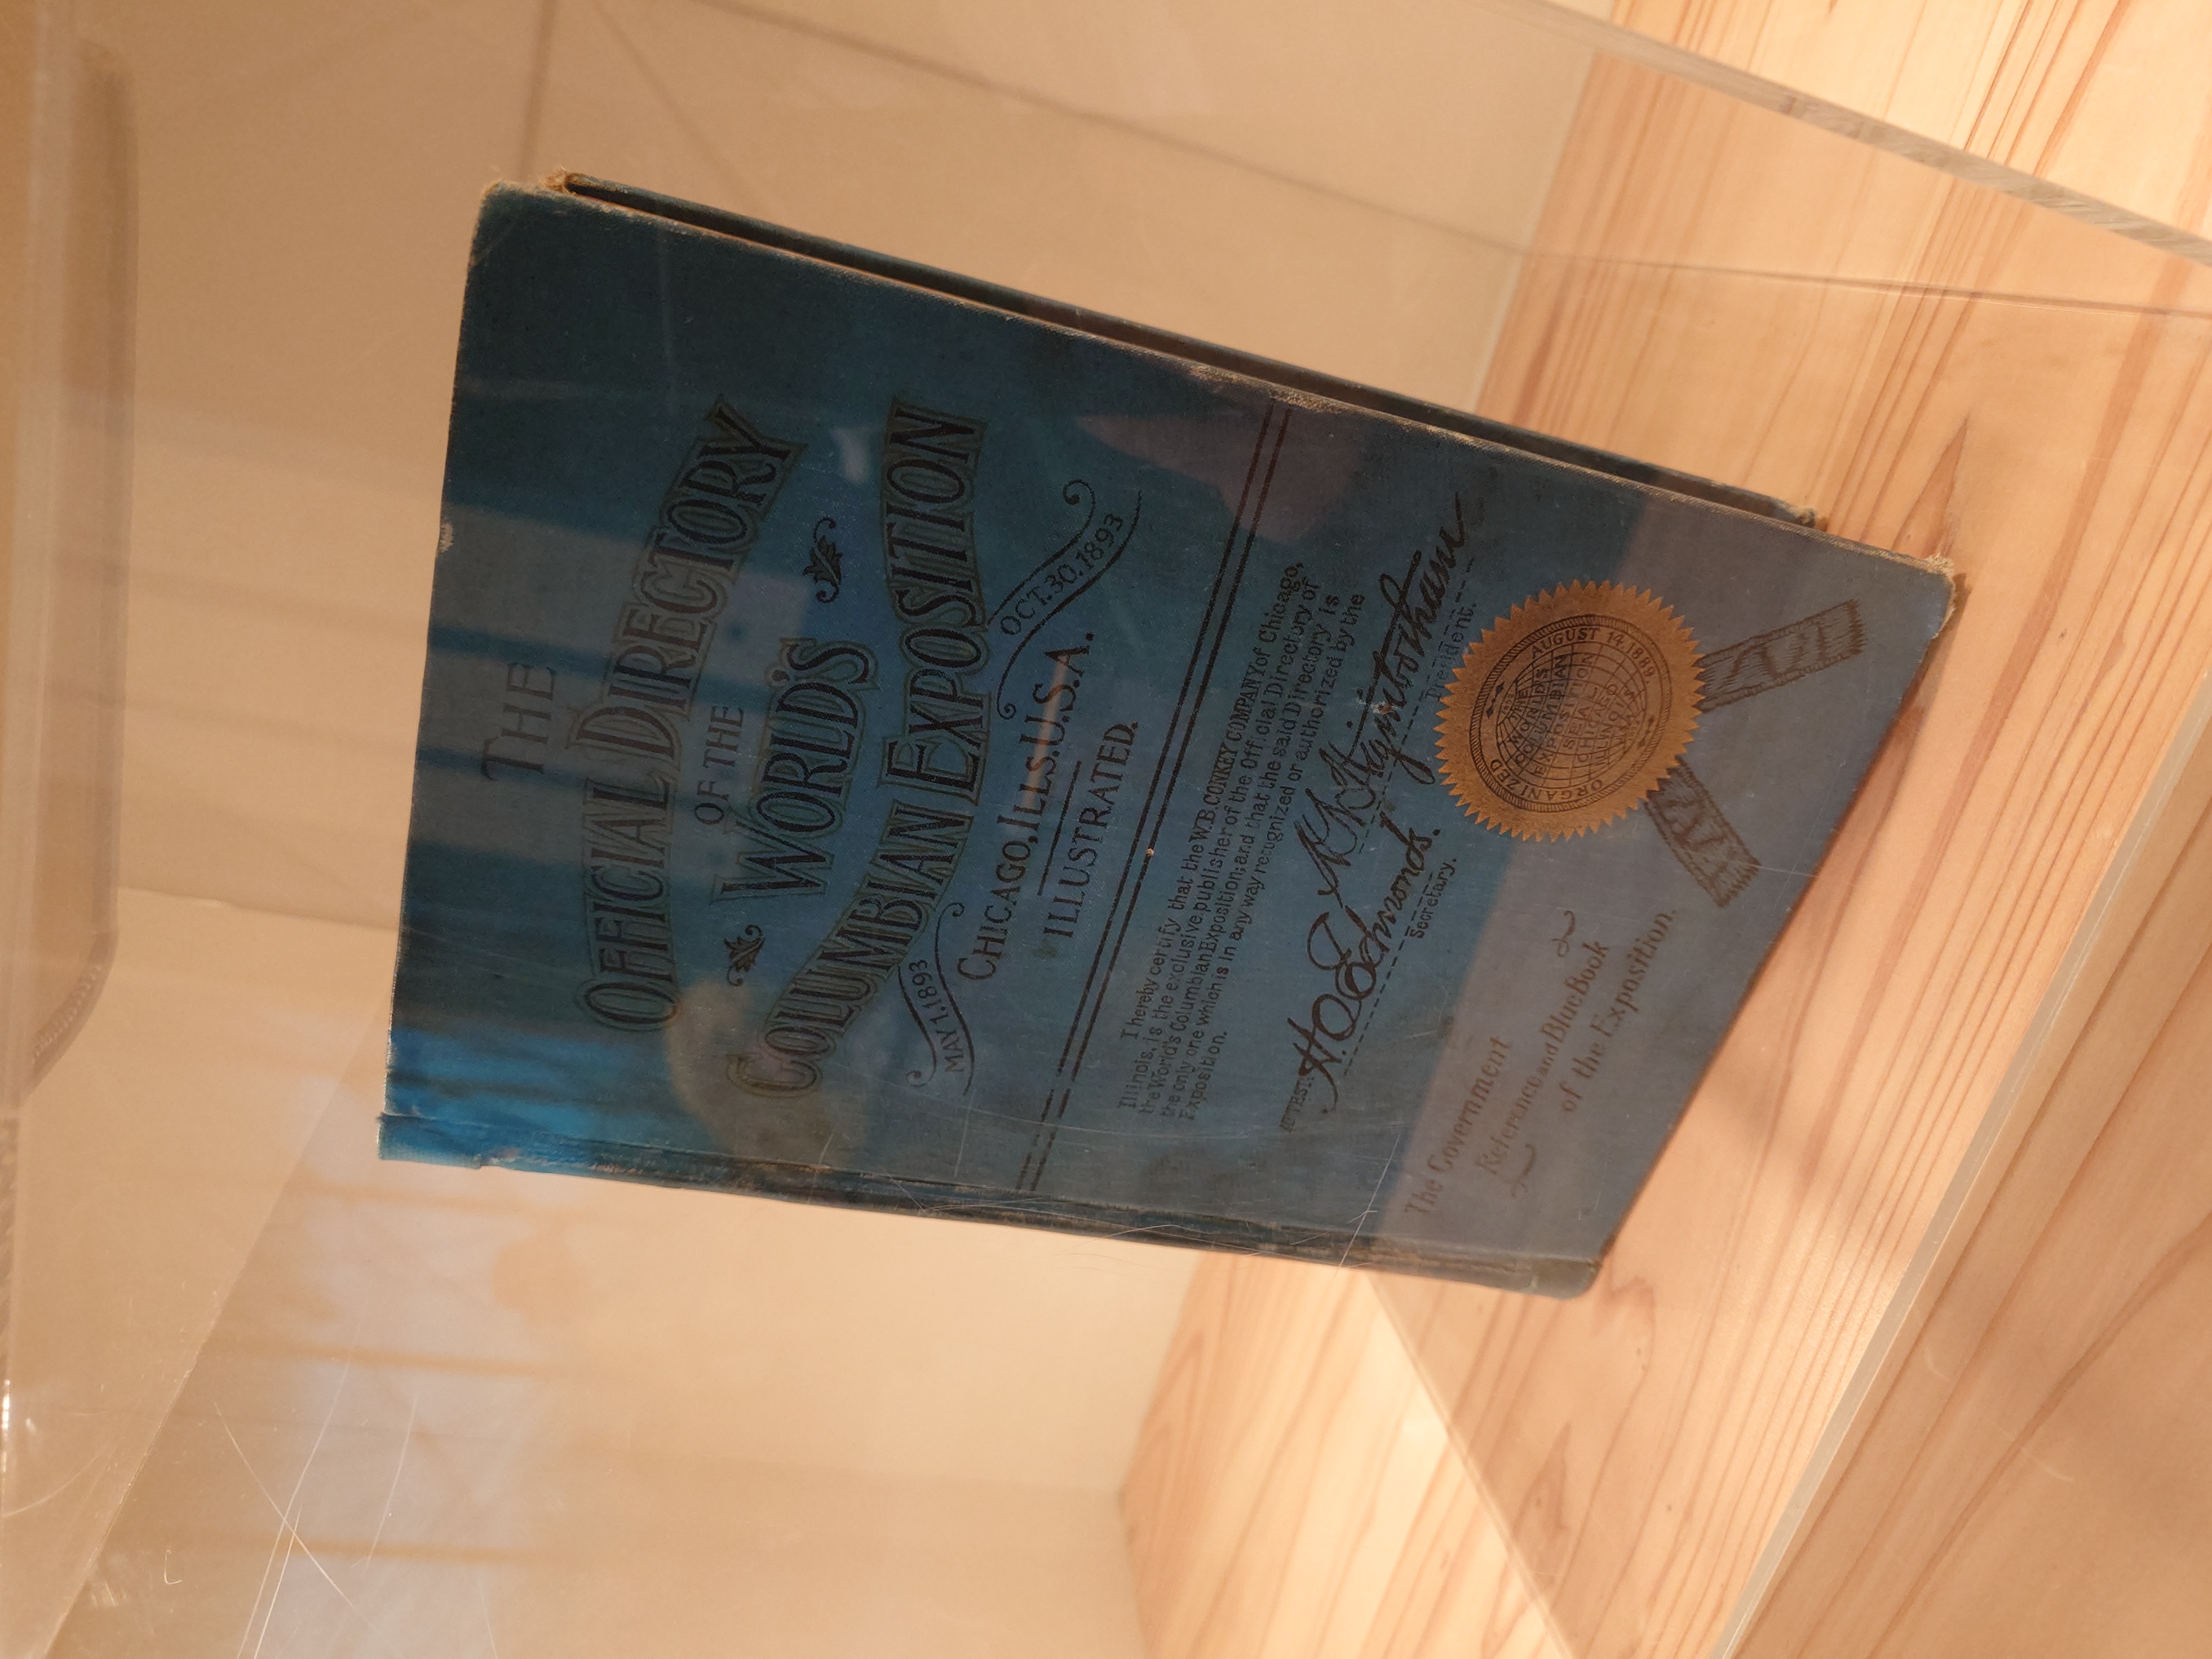 THE
OFFICIAL DIRECTORY
OF THE
WORLD'S
COLUMBIAN EXPOSITION
MAY 1.1893
OCT.30.1893
CHICAGO, ILLS. U.S.A.
ILLUSTRATED.
I hereby certify that the W.B. CONKEY COMPANY of Chicago,
Illinois, is the exclusive publisher of the Official Directory of
the World's Columbian Exposition; and that the said Directory is
the only one which is in any way recognized or authorized by the
Exposition.
H.N. Higinbotham
President.
ATTEST:
H.O. Edmonds.
Secretary.
ORGANIZED AUGUST 14, 1889
THE
WORLD'S
COLUMBIAN
EXPOSITION
SEAL
CHICAGO
The Government
Reference and Blue Book
of the Exposition.